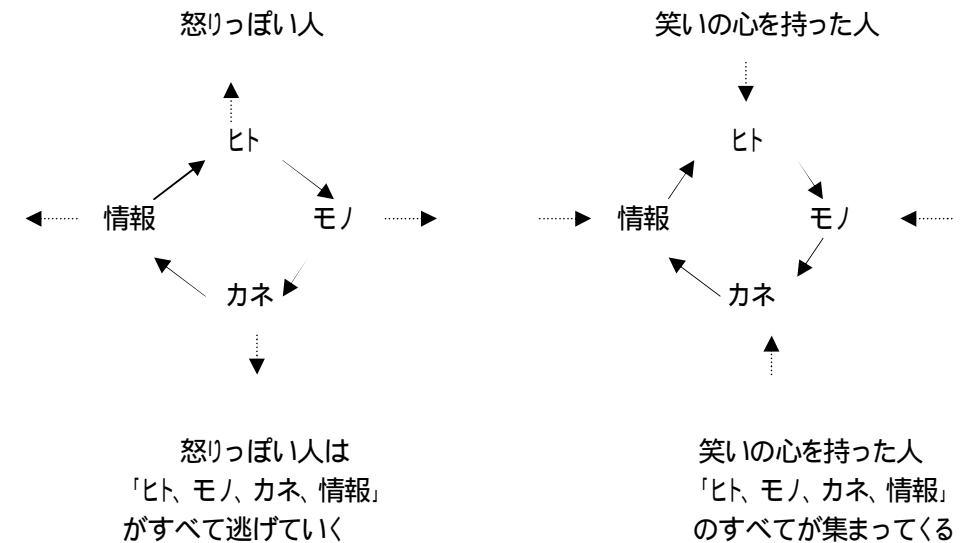 怒りっぽい人
ヒト
情報
モノ
カネ
怒りっぽい人は
「ヒト、モノ、カネ、情報」
がすべて逃げていく
笑いの心を持った人
ヒト
情報
モノ
カネ
笑いの心を持った人
「ヒト、モノ、カネ、情報」
のすべてが集まってくる